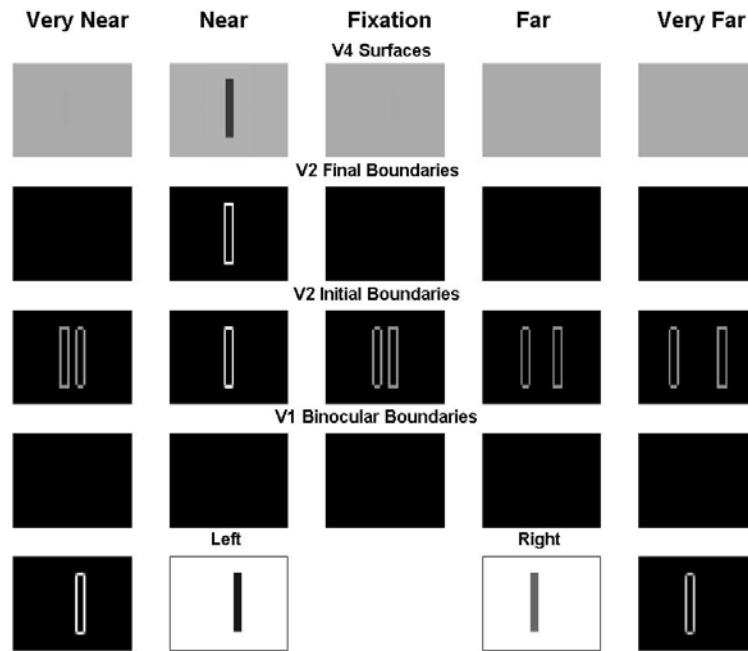 Very Near Near Fixation Far Very Far
V4 Surfaces
V2 Final Boundaries
V2 Initial Boundaries
V1 Binocular Boundaries
Left Right